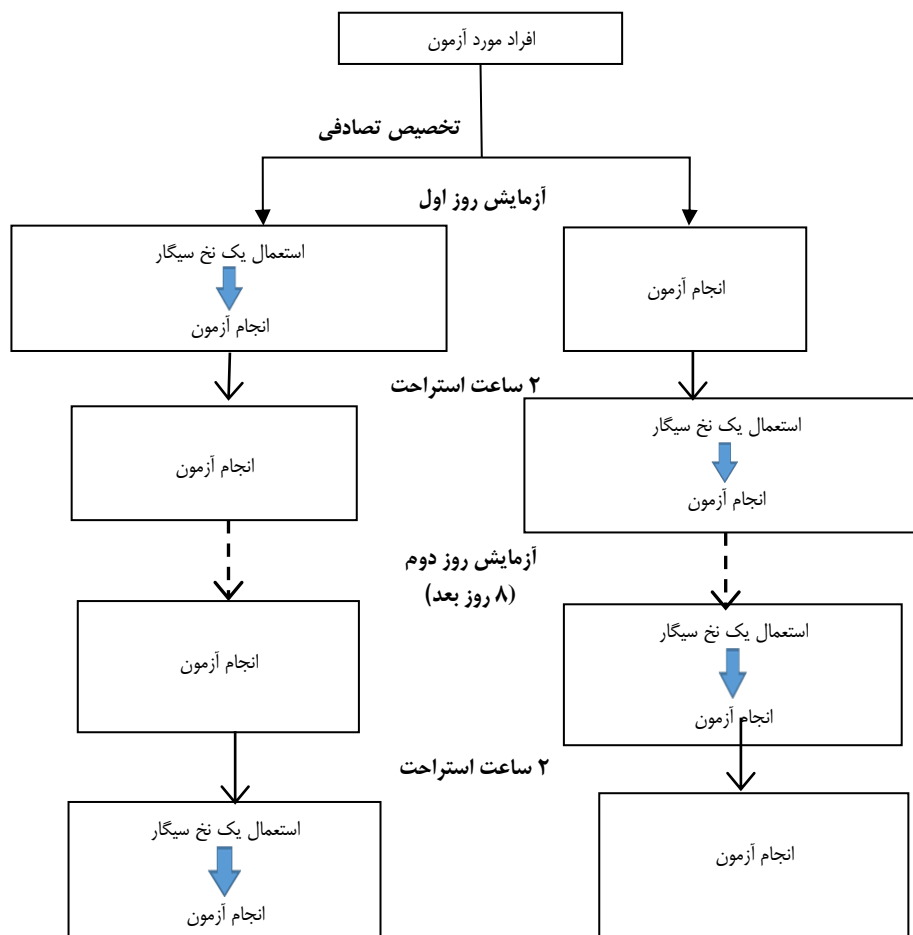 افراد مورد آزمون
تخصیص تصادفی
آزمایش روز اول
انجام آزمون
استعمال یک نخ سیگار
انجام آزمون
۲ ساعت استراحت
استعمال یک نخ سیگار
انجام آزمون
انجام آزمون
آزمایش روز دوم
(۸ روز بعد)
استعمال یک نخ سیگار
انجام آزمون
انجام آزمون
۲ ساعت استراحت
انجام آزمون
استعمال یک نخ سیگار
انجام آزمون